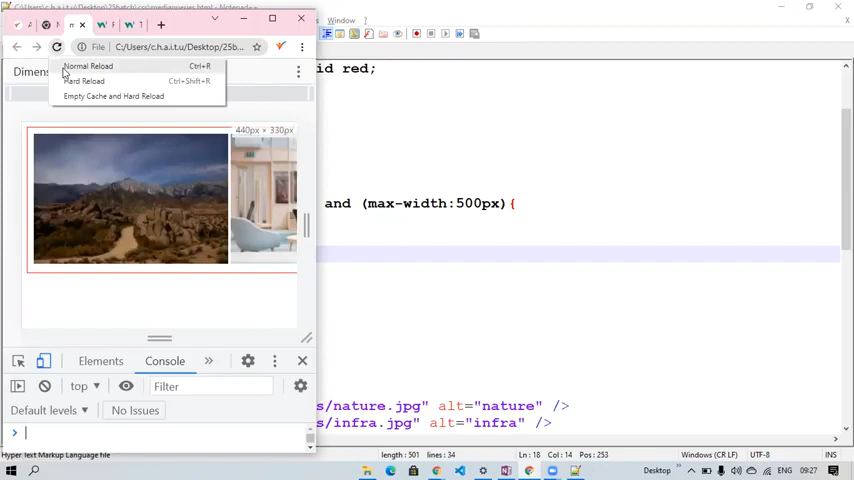 css\mediaqueries.html - Notepad++
Window ?
File C:/Users/c.h.a.i.t.u/Desktop/25b...
Normal Reload Ctrl+R
Hard Reload Ctrl+Shift+R
Empty Cache and Hard Reload
Dimens
id red;
440px × 330px
and (max-width:500px){
Elements Console »
top Filter
Default levels No Issues
>
s/nature.jpg" alt="nature" />
s/infra.jpg" alt="infra" />
Hyper Text Markup Language file length : 501 lines : 34 Ln : 18 Col : 14 Pos : 253 Windows (CR LF) UTF-8 INS
Desktop » ENG 09:27